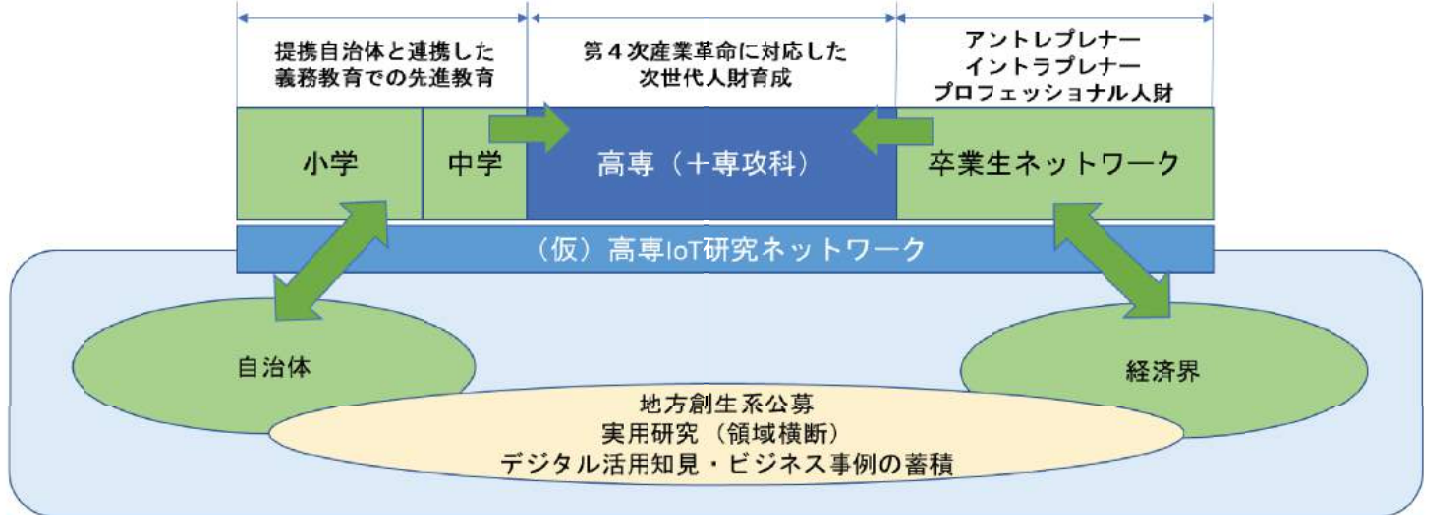 提携自治体と連携した
義務教育での先進教育
第4次産業革命に対応した
次世代人財育成
アントレプレナー
イントラプレナー
プロフェッショナル人財
小学
中学
高専（＋専攻科）
卒業生ネットワーク
（仮）高専IoT研究ネットワーク
自治体
経済界
地方創生系公募
実用研究（領域横断）
デジタル活用知見・ビジネス事例の蓄積